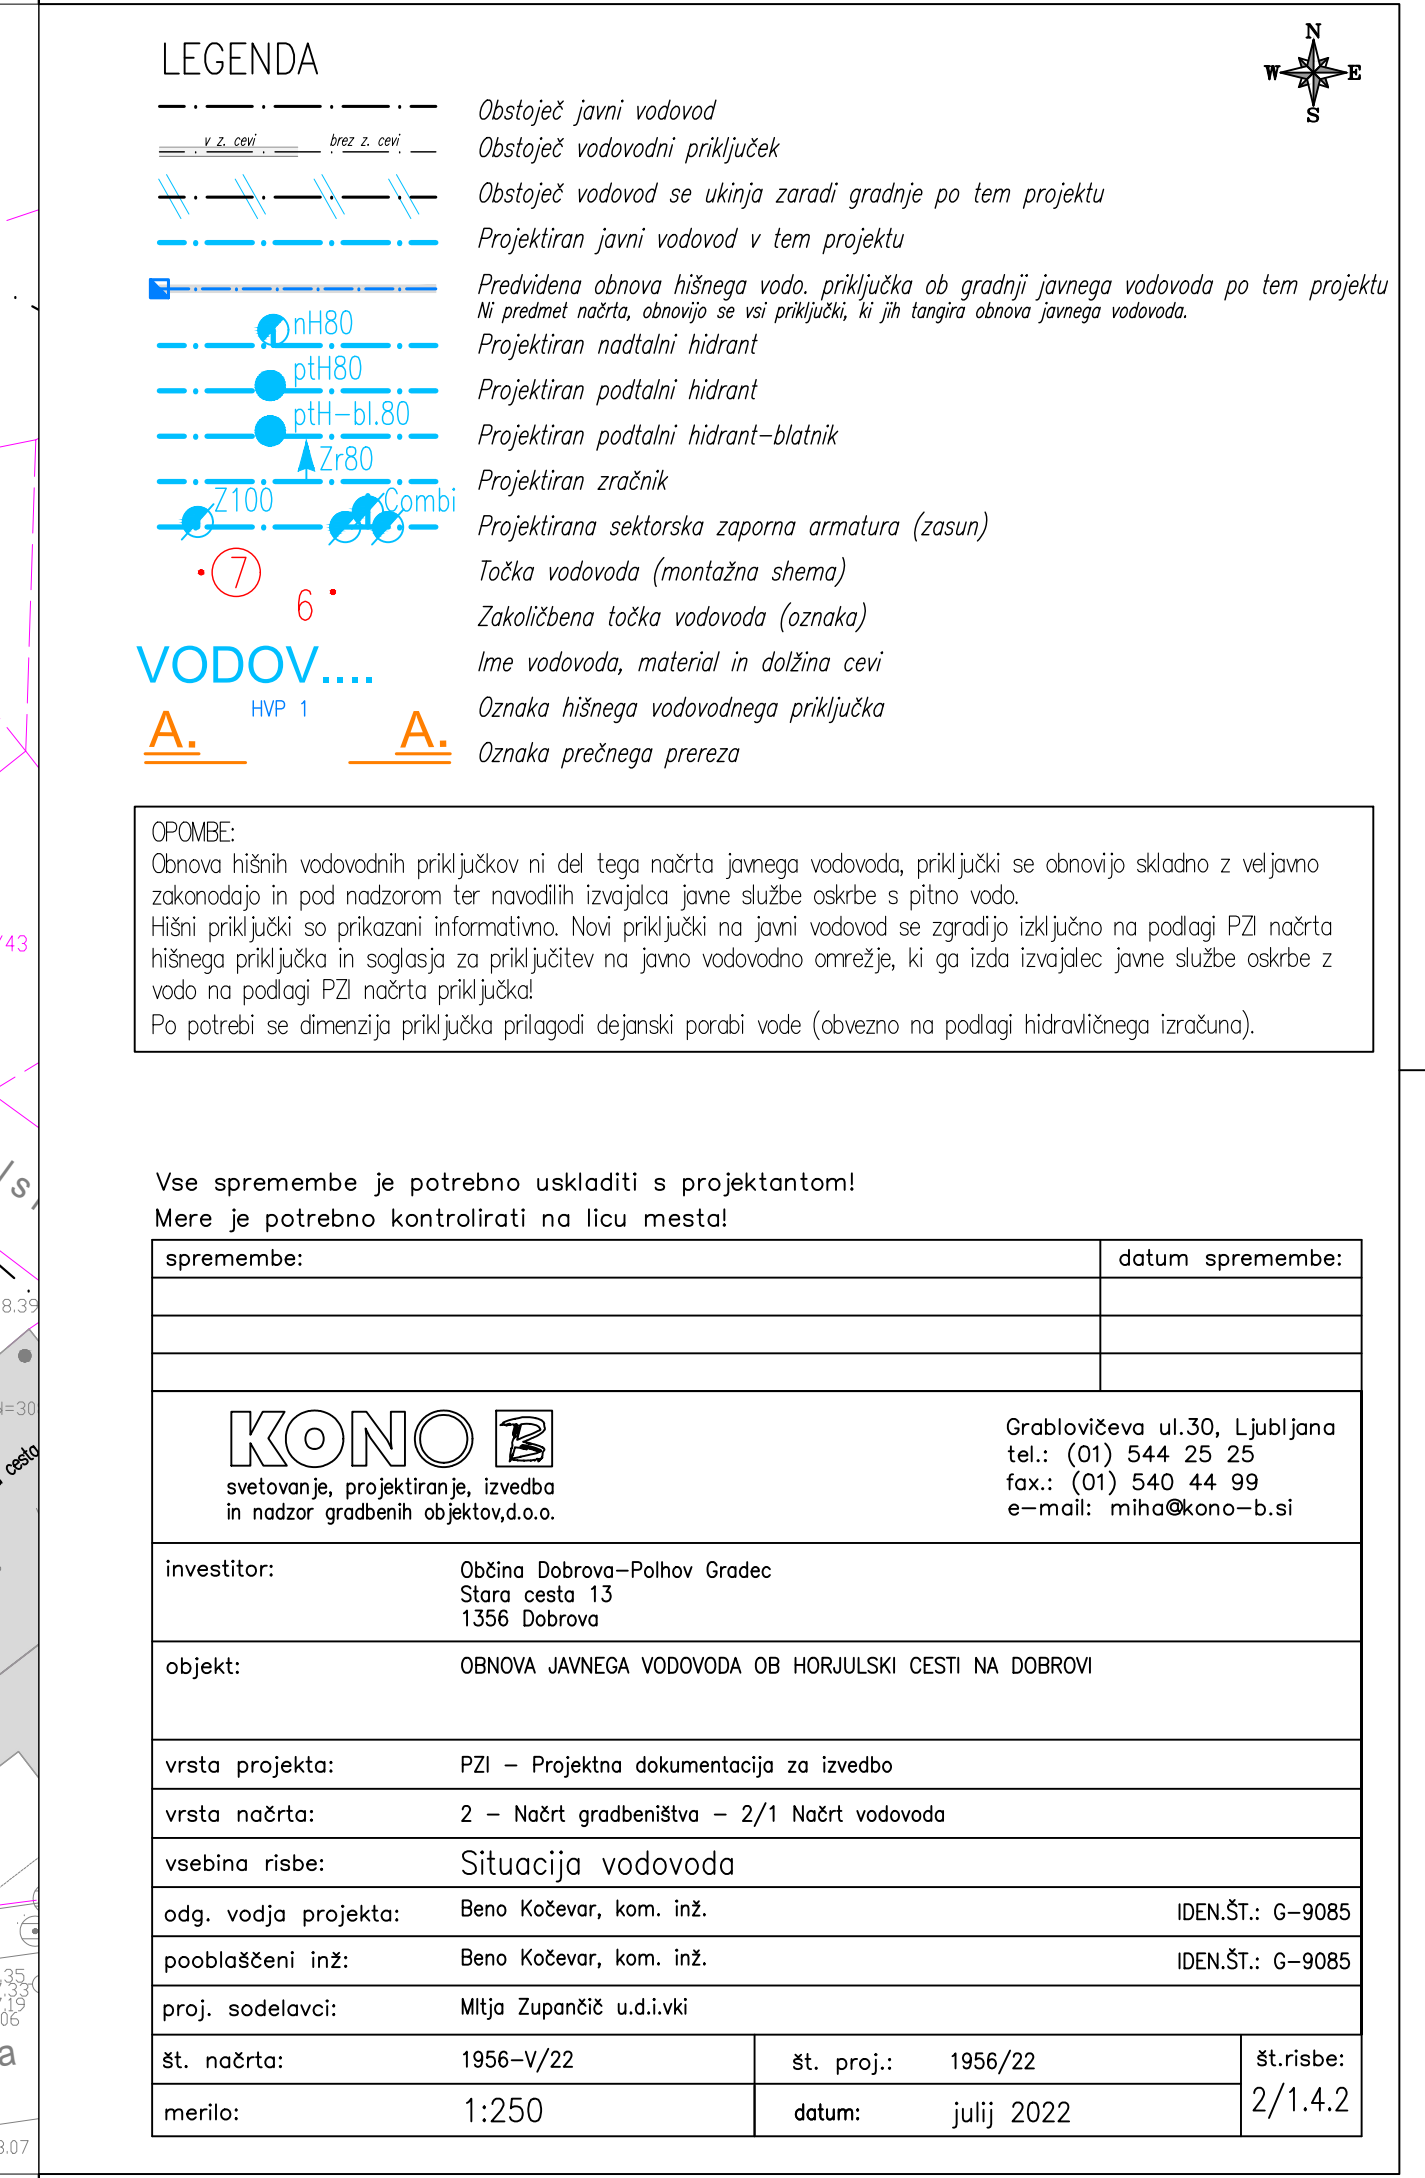 N
W E
S
LEGENDA
Obstoječ javni vodovod
v z. cevi brez z. cevi
Obstoječ vodovodni priključek
Obstoječ vodovod se ukinja zaradi gradnje po tem projektu
Projektiran javni vodovod v tem projektu
Predvidena obnova hišnega vodo. priključka ob gradnji javnega vodovoda po tem projektu
Ni predmet načrta, obnovijo se vsi priključki, ki jih tangira obnova javnega vodovoda.
nH80
Projektiran nadtalni hidrant
ptH80
Projektiran podtalni hidrant
ptH-bl.80
Projektiran podtalni hidrant-blatnik
Zr80
Projektiran zračnik
Z100 Combi
Projektirana sektorska zaporna armatura (zasun)
7
Točka vodovoda (montažna shema)
6
Zakoličbena točka vodovoda (oznaka)
VODOV....
Ime vodovoda, material in dolžina cevi
HVP 1
Oznaka hišnega vodovodnega priključka
A. A.
Oznaka prečnega prereza
OPOMBE:
Obnova hišnih vodovodnih priključkov ni del tega načrta javnega vodovoda, priključki se obnovijo skladno z veljavno
zakonodajo in pod nadzorom ter navodilih izvajalca javne službe oskrbe s pitno vodo.
Hišni priključki so prikazani informativno. Novi priključki na javni vodovod se zgradijo izključno na podlagi PZI načrta
hišnega priključka in soglasja za priključitev na javno vodovodno omrežje, ki ga izda izvajalec javne službe oskrbe z
vodo na podlagi PZI načrta priključka!
Po potrebi se dimenzija priključka prilagodi dejanski porabi vode (obvezno na podlagi hidravličnega izračuna).
/43
8.39
cesta
a
3.07
Vse spremembe je potrebno uskladiti s projektantom!
Mere je potrebno kontrolirati na licu mesta!
spremembe: datum spremembe:
KONO B
svetovanje, projektiranje, izvedba
in nadzor gradbenih objektov,d.o.o.
Grablovičeva ul.30, Ljubljana
tel.: (01) 544 25 25
fax.: (01) 540 44 99
e-mail: miha@kono-b.si
investitor: Občina Dobrova-Polhov Gradec
Stara cesta 13
1356 Dobrova
objekt: OBNOVA JAVNEGA VODOVODA OB HORJULSKI CESTI NA DOBROVI
vrsta projekta: PZI - Projektna dokumentacija za izvedbo
vrsta načrta: 2 - Načrt gradbeništva - 2/1 Načrt vodovoda
vsebina risbe: Situacija vodovoda
odg. vodja projekta: Beno Kočevar, kom. inž. IDEN.ŠT.: G-9085
pooblaščeni inž: Beno Kočevar, kom. inž. IDEN.ŠT.: G-9085
proj. sodelavci: MItja Zupančič u.d.i.vki
št. načrta: 1956-V/22 št. proj.: 1956/22 št.risbe:
merilo: 1:250 datum: julij 2022 2/1.4.2